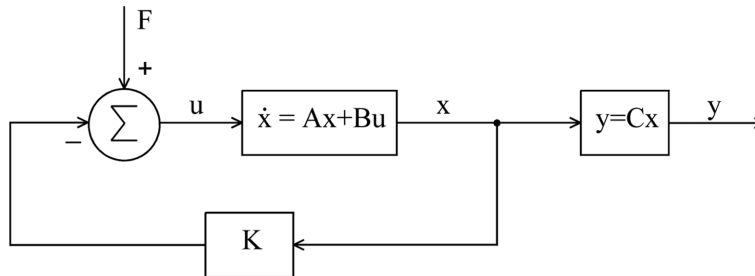 F
+
Σ
−
u
ẋ = Ax+Bu
x
y=Cx
y
K